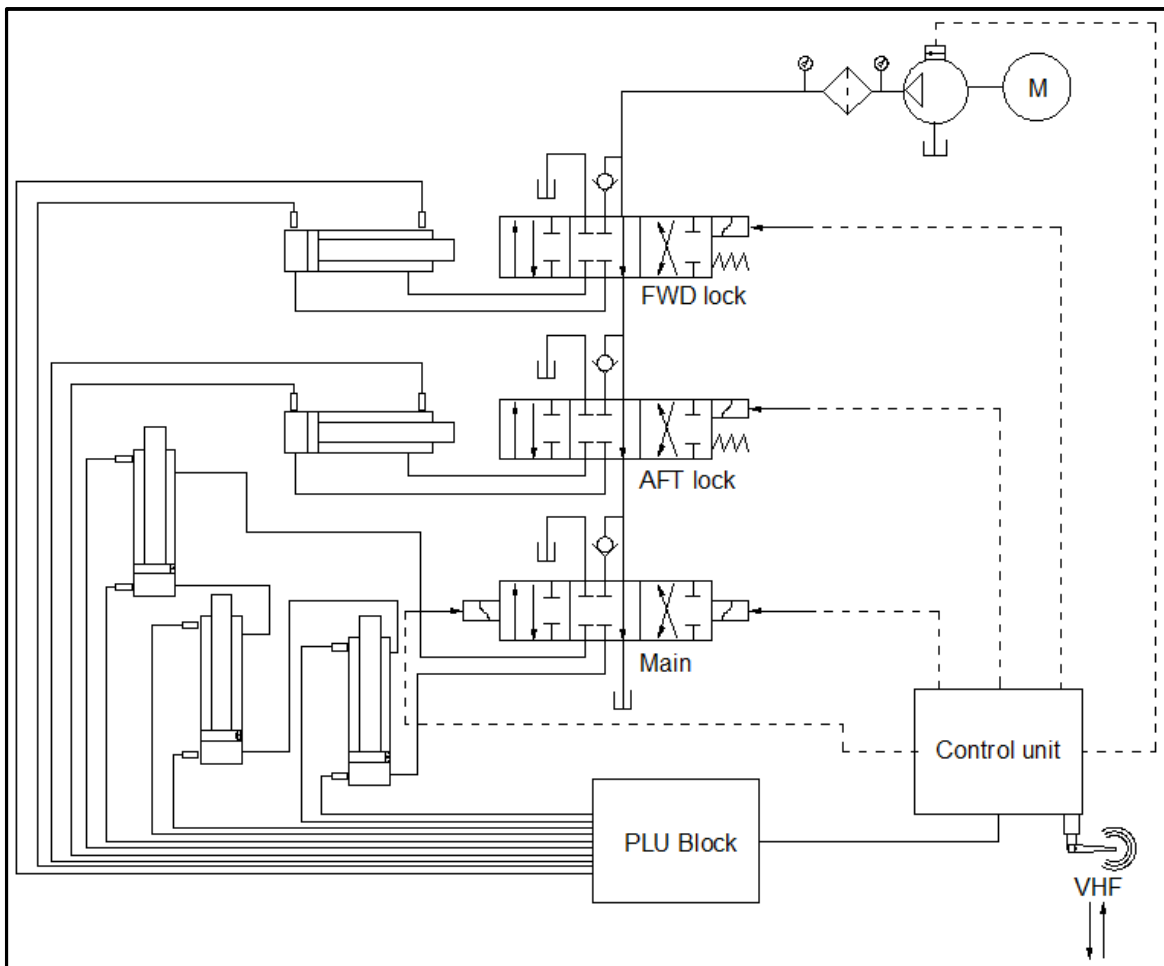 M
FWD lock
AFT lock
Main
Control unit
PLU Block
VHF